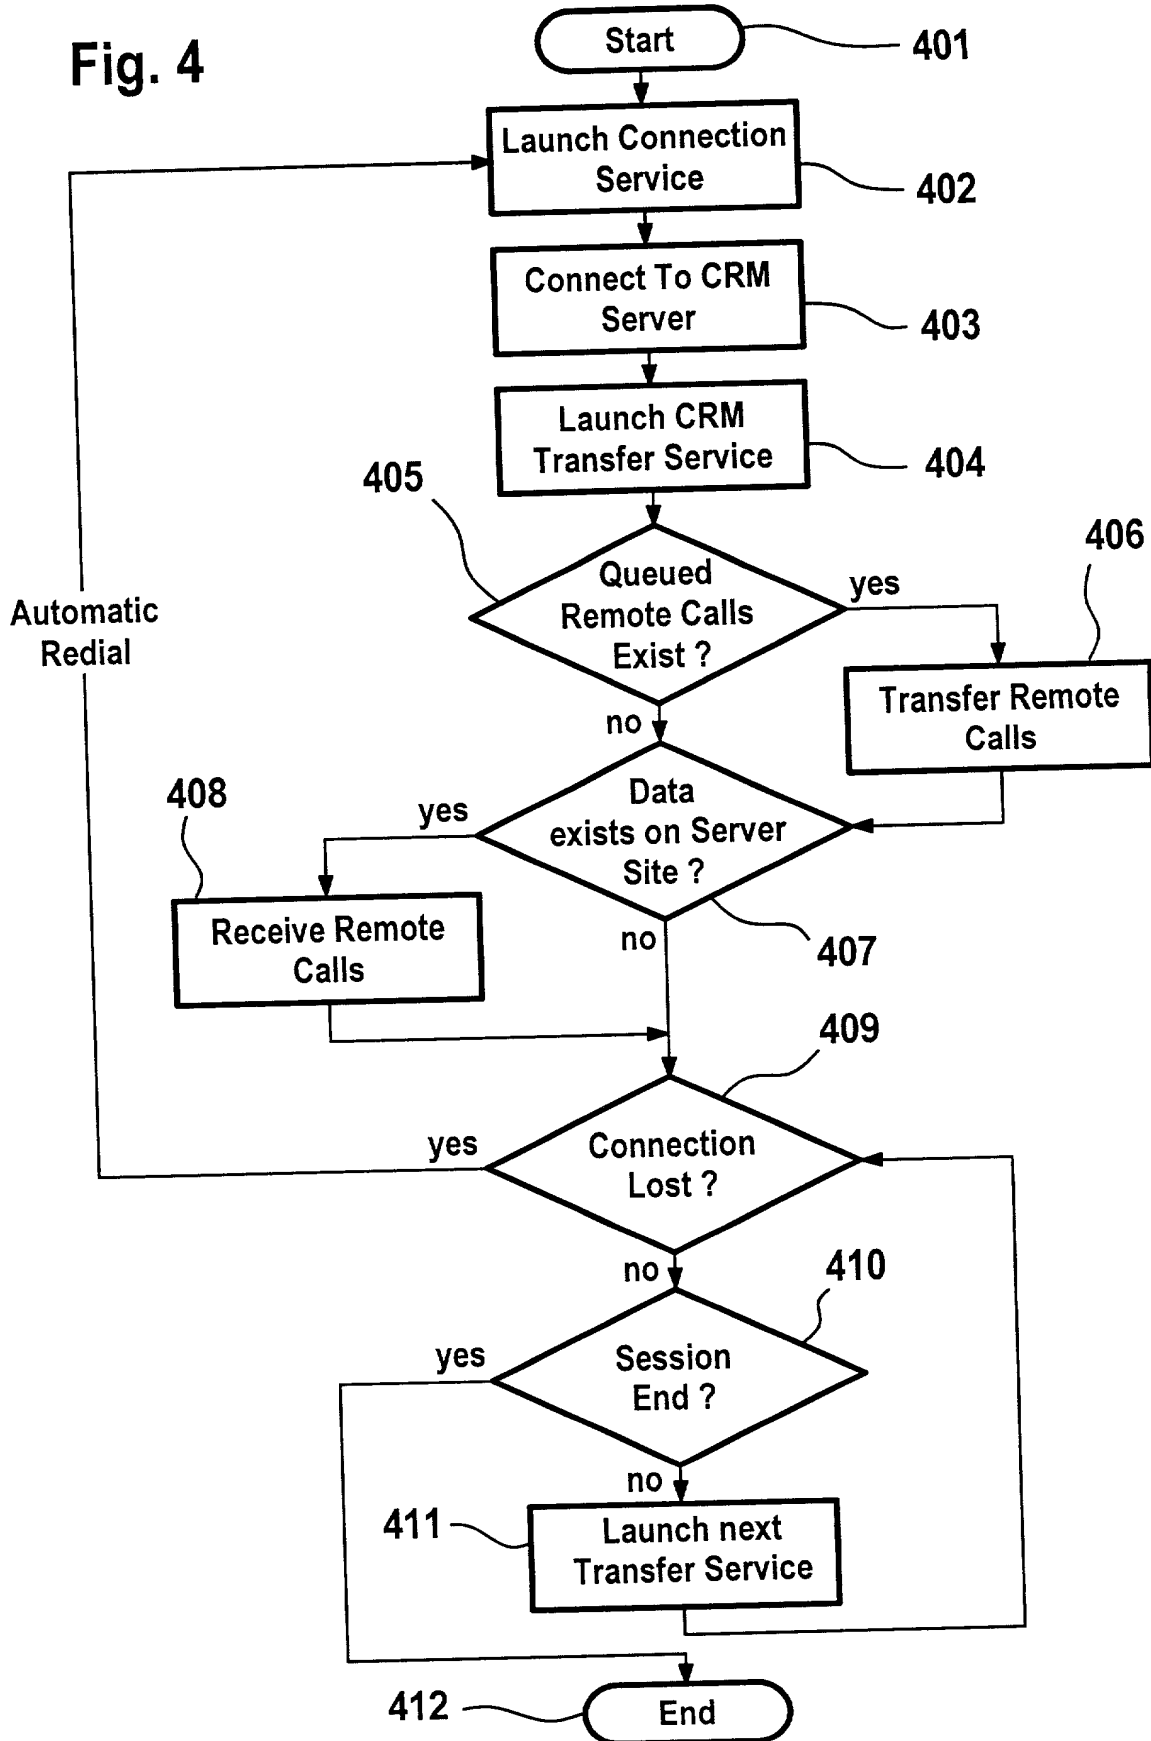 Fig. 4
Start
401
Launch Connection
Service
402
Connect To CRM
Server
403
Launch CRM
Transfer Service
404
405
Queued
Remote Calls
Exist ?
yes
406
Automatic
Redial
Transfer Remote
Calls
no
Data
exists on Server
Site ?
yes
408
Receive Remote
Calls
no
407
409
Connection
Lost ?
yes
no
410
Session
End ?
yes
no
411
Launch next
Transfer Service
412
End